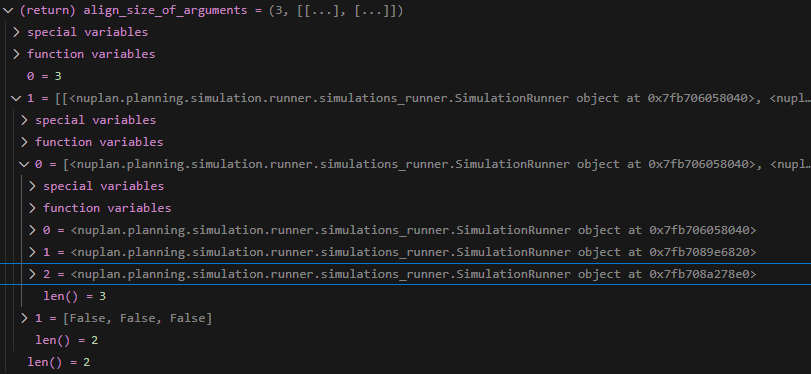 (return) align_size_of_arguments = (3, [[...], [...]])
special variables
function variables
0 = 3
1 = [[<nuplan.planning.simulation.runner.simulations_runner.SimulationRunner object at 0x7fb706058040>, <nupl...
special variables
function variables
0 = [<nuplan.planning.simulation.runner.simulations_runner.SimulationRunner object at 0x7fb706058040>, <nupl...
special variables
function variables
0 = <nuplan.planning.simulation.runner.simulations_runner.SimulationRunner object at 0x7fb706058040>
1 = <nuplan.planning.simulation.runner.simulations_runner.SimulationRunner object at 0x7fb7089e6820>
2 = <nuplan.planning.simulation.runner.simulations_runner.SimulationRunner object at 0x7fb708a278e0>
len() = 3
1 = [False, False, False]
len() = 2
len() = 2